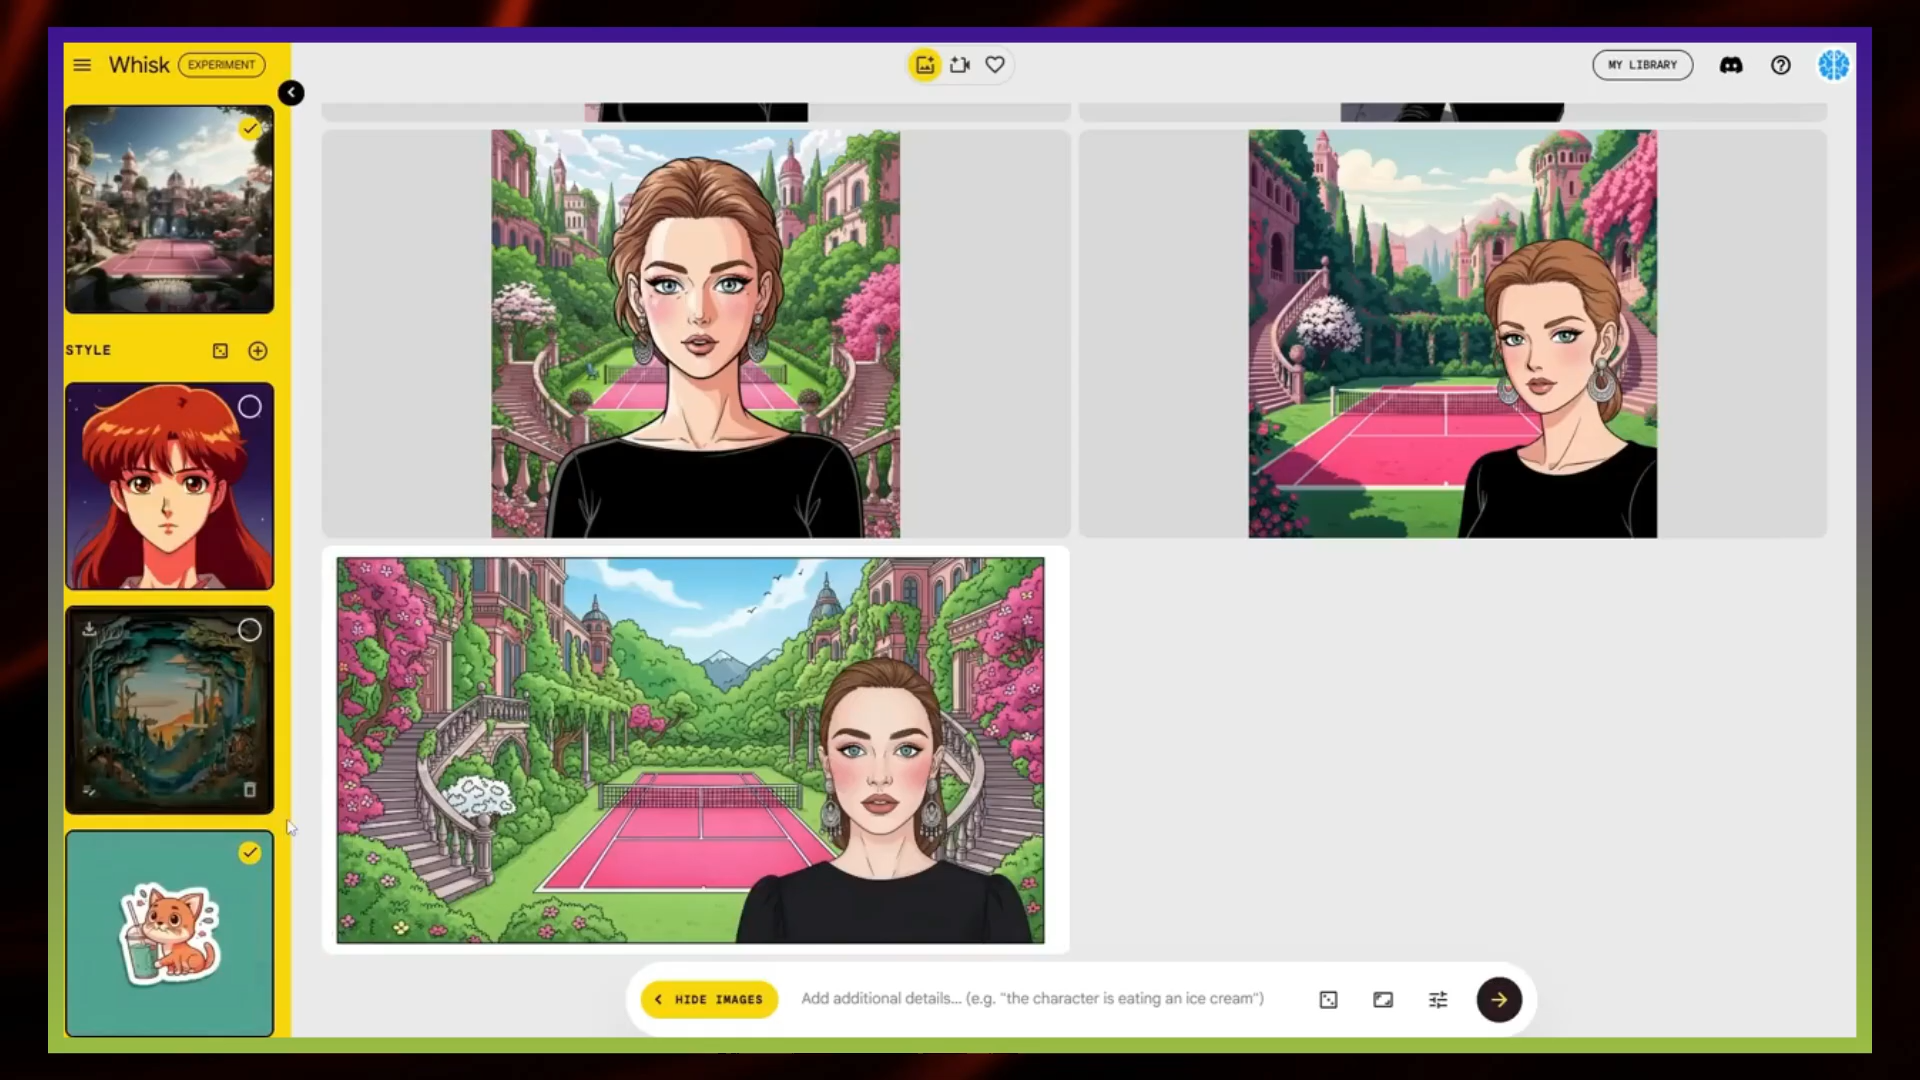 Whisk EXPERIMENT
MY LIBRARY
STYLE
HIDE IMAGES
Add additional details... (e.g. "the character is eating an ice cream")